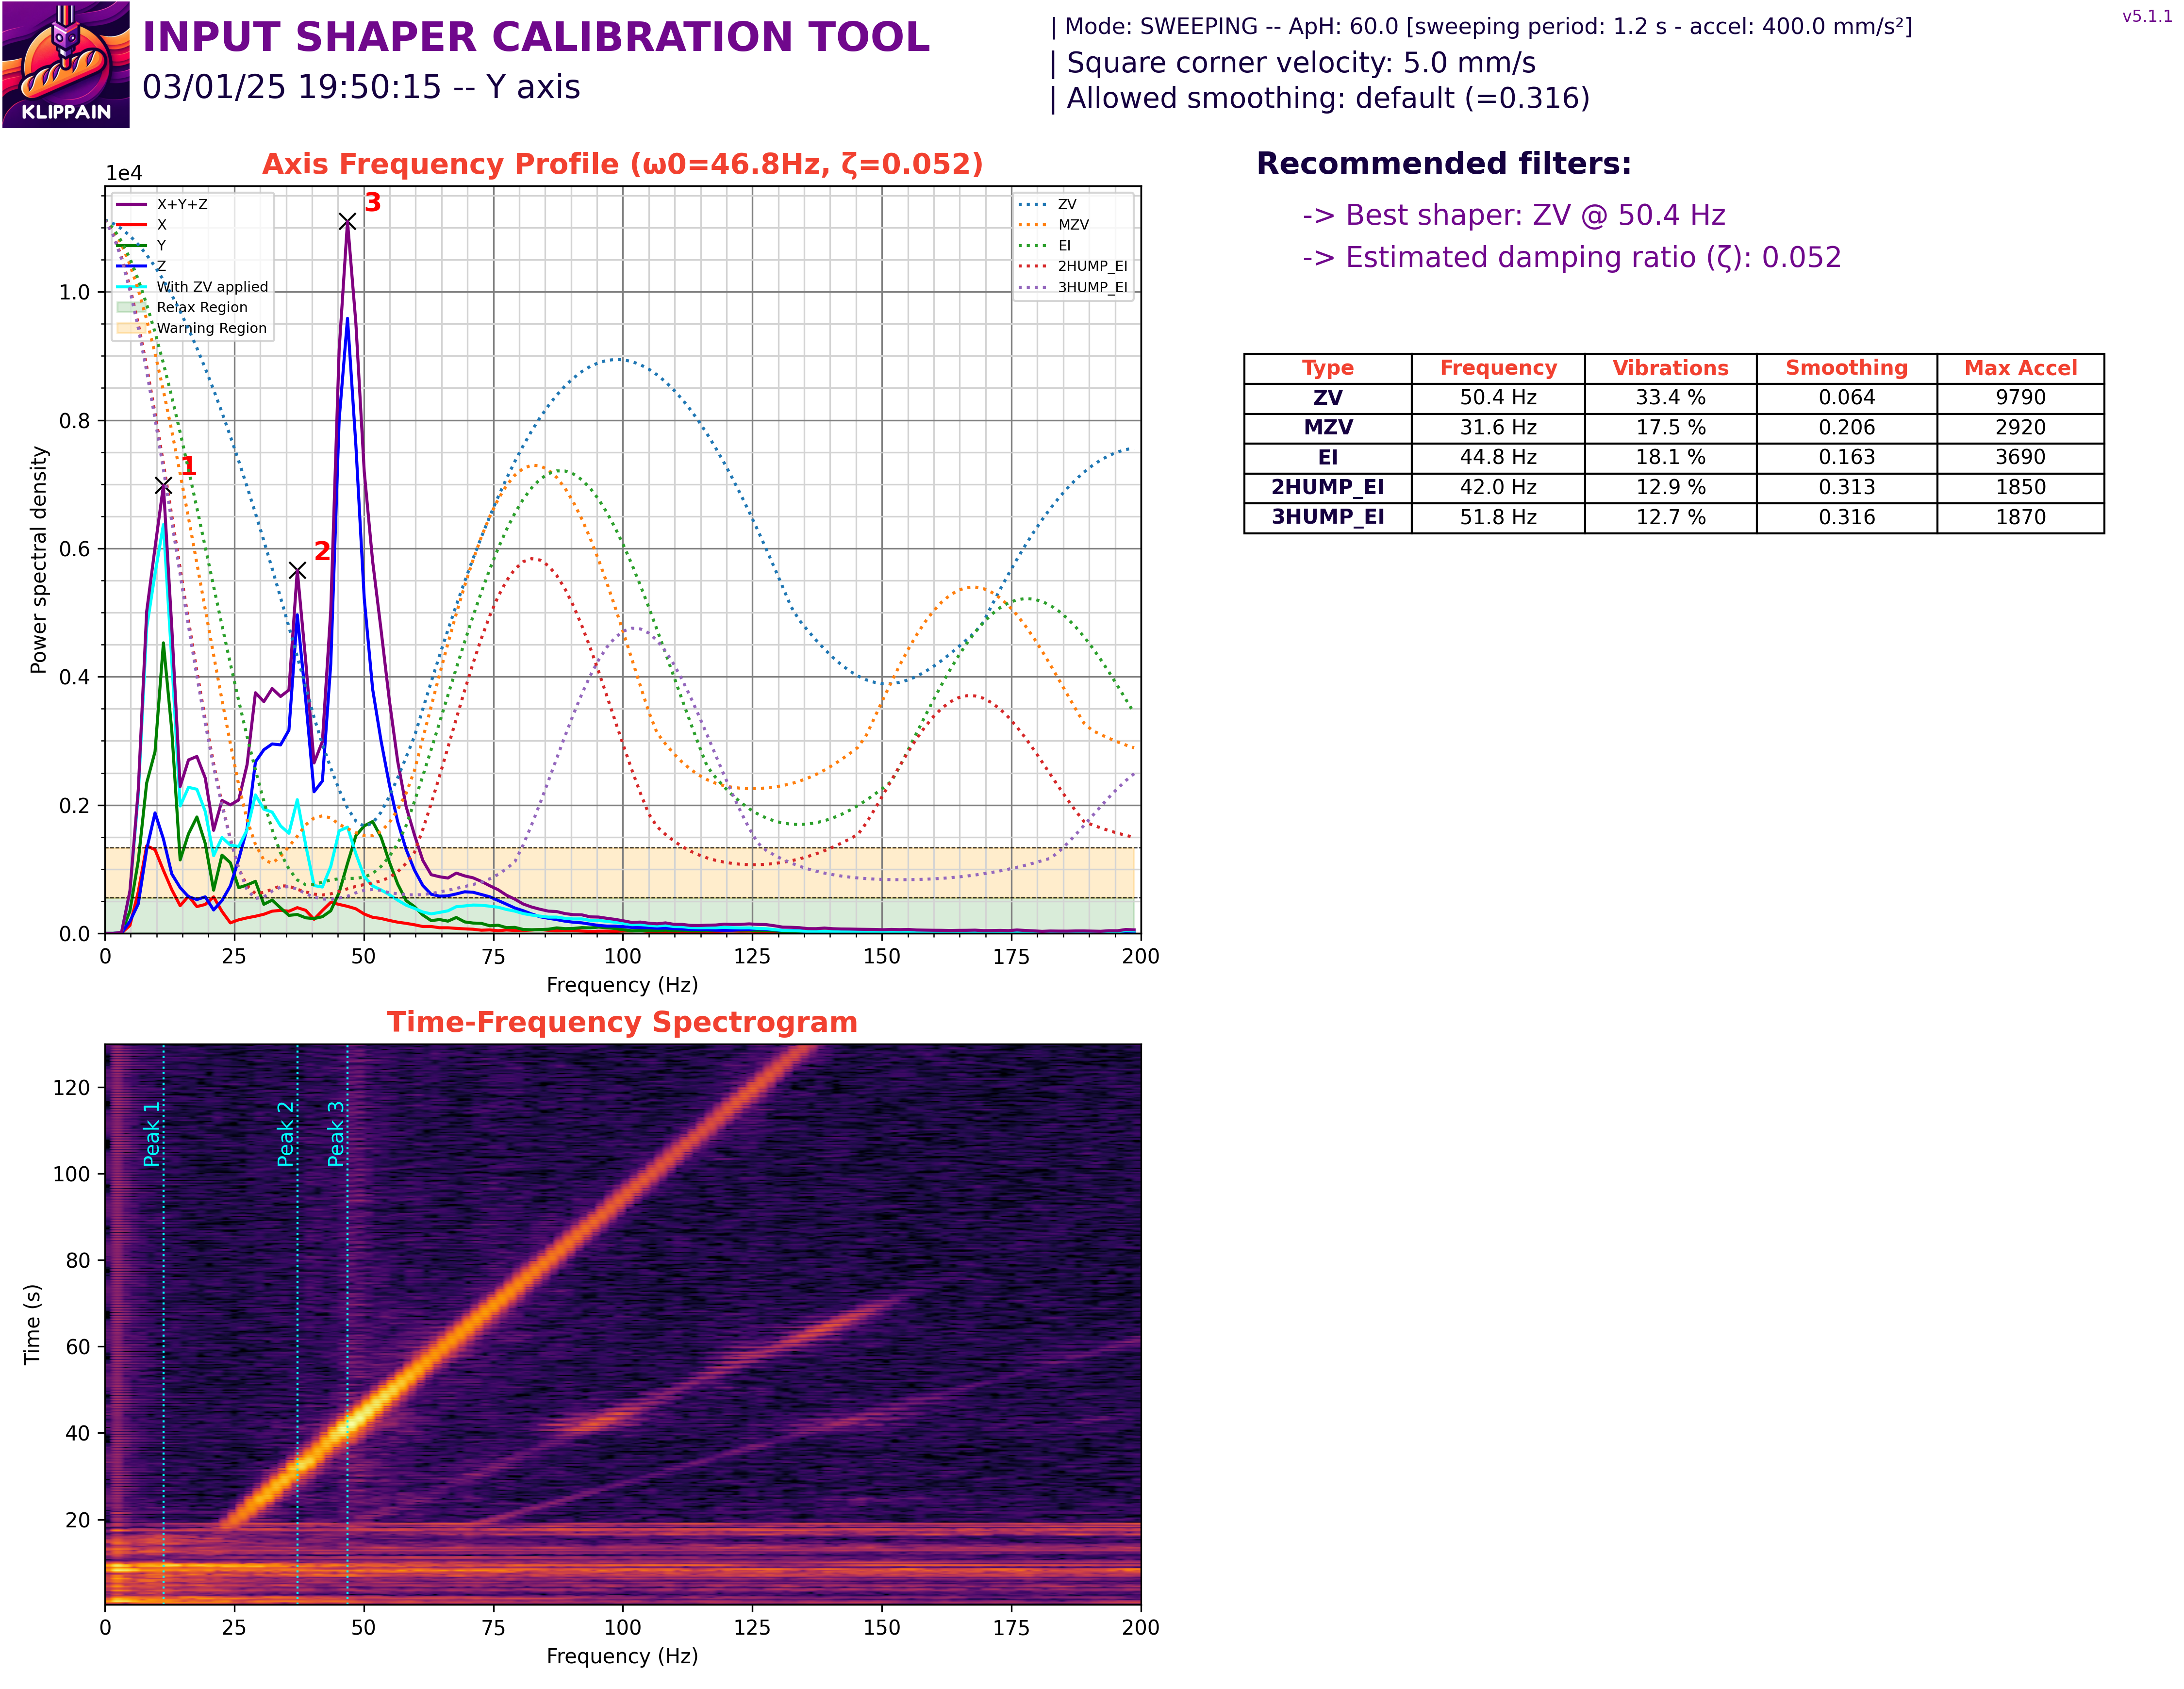 KLIPPAIN
INPUT SHAPER CALIBRATION TOOL
03/01/25 19:50:15 -- Y axis
| Mode: SWEEPING -- ApH: 60.0 [sweeping period: 1.2 s - accel: 400.0 mm/s²]
| Square corner velocity: 5.0 mm/s
| Allowed smoothing: default (=0.316)
v5.1.1
Axis Frequency Profile (ω0=46.8Hz, ζ=0.052)
1e4
X+Y+Z
X
Y
Z
With ZV applied
Relax Region
Warning Region
ZV
MZV
EI
2HUMP_EI
3HUMP_EI
1
2
3
Power spectral density
1.0
0.8
0.6
0.4
0.2
0.0
0 25 50 75 100 125 150 175 200
Frequency (Hz)
Recommended filters:
-> Best shaper: ZV @ 50.4 Hz
-> Estimated damping ratio (ζ): 0.052
Type Frequency Vibrations Smoothing Max Accel
ZV 50.4 Hz 33.4 % 0.064 9790
MZV 31.6 Hz 17.5 % 0.206 2920
EI 44.8 Hz 18.1 % 0.163 3690
2HUMP_EI 42.0 Hz 12.9 % 0.313 1850
3HUMP_EI 51.8 Hz 12.7 % 0.316 1870
Time-Frequency Spectrogram
Peak 1
Peak 2
Peak 3
Time (s)
120
100
80
60
40
20
0 25 50 75 100 125 150 175 200
Frequency (Hz)